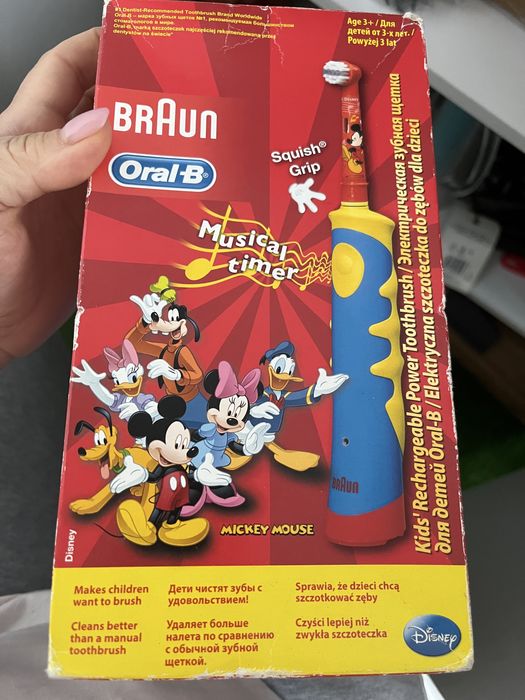 #1 Dentist-Recommended Toothbrush Brand Worldwide
Oral-B – марка зубных щеток №1, рекомендуемая большинством
стоматологов в мире.
Oral-B, marka szczoteczek najczęściej rekomendowana przez
dentystów na świecie*
Age 3+ / Для
детей от 3-х лет. /
Powyżej 3 lat
BRAUN
Oral-B
Squish®
Grip
Musical
timer
DISNEY
BRAUN
Kids' Rechargeable Power Toothbrush / Электрическая зубная щетка
для детей Oral-B / Elektryczna szczoteczka do zębów dla dzieci
MICKEY MOUSE
Disney
Makes children
want to brush
Cleans better
than a manual
toothbrush
Дети чистят зубы с
удовольствием!
Удаляет больше
налета по сравнению
с обычной зубной
щеткой.
Sprawia, że dzieci chcą
szczotkować zęby
Czyści lepiej niż
zwykła szczoteczka
Disney